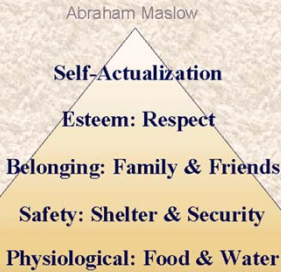 Abraham Maslow
Self-Actualization
Esteem: Respect
Belonging: Family & Friends
Safety: Shelter & Security
Physiological: Food & Water